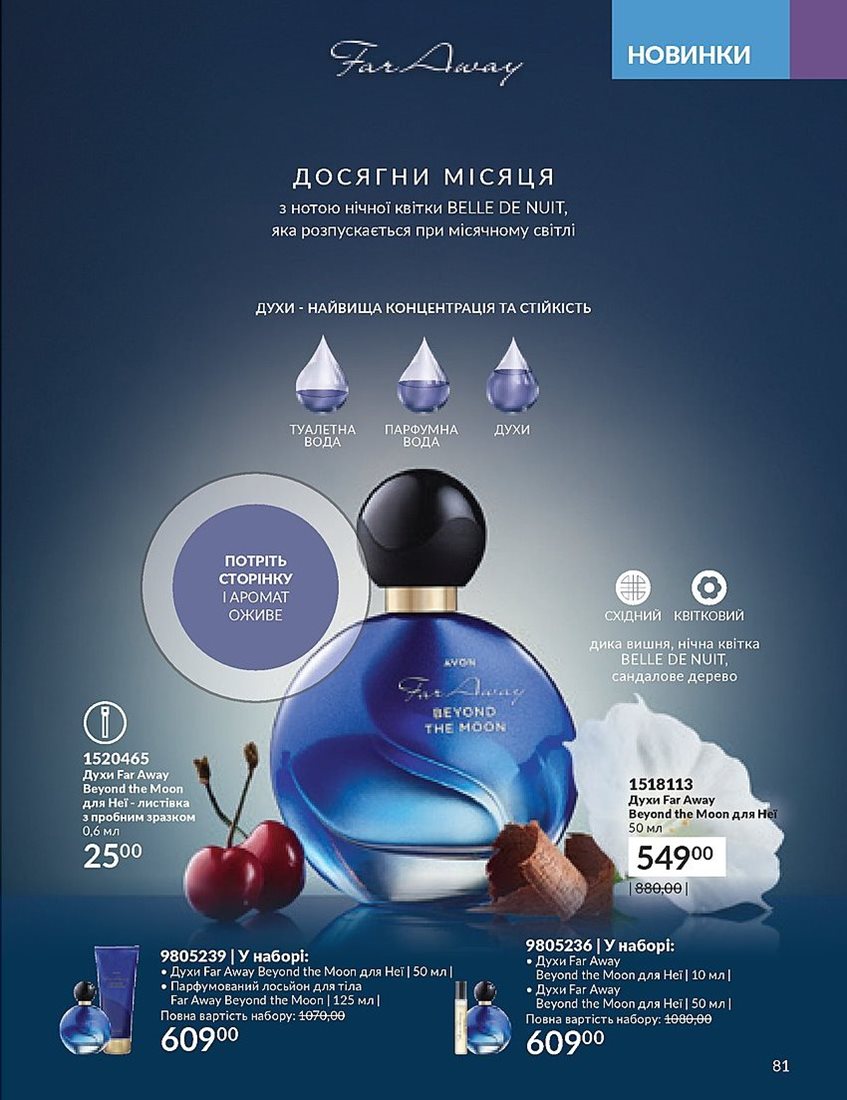 Far Away
НОВИНКИ
ДОСЯГНИ МІСЯЦЯ
з нотою нічної квітки BELLE DE NUIT,
яка розпускається при місячному світлі
ДУХИ - НАЙВИЩА КОНЦЕНТРАЦІЯ ТА СТІЙКІСТЬ
ТУАЛЕТНА
ВОДА
ПАРФУМНА
ВОДА
ДУХИ
ПОТРІТЬ
СТОРІНКУ
І АРОМАТ
ОЖИВЕ
СХІДНИЙ
КВІТКОВИЙ
дика вишня, нічна квітка
BELLE DE NUIT,
сандалове дерево
AVON
Far Away
BEYOND
THE MOON
1520465
Духи Far Away
Beyond the Moon
для Неї - листівка
з пробним зразком
0,6 мл
2500
1518113
Духи Far Away
Beyond the Moon для Неї
50 мл
54900
| 880,00 |
9805239 | У наборі:
• Духи Far Away Beyond the Moon для Неї | 50 мл |
• Парфумований лосьйон для тіла
Far Away Beyond the Moon | 125 мл |
Повна вартість набору: 1070,00
60900
9805236 | У наборі:
• Духи Far Away
Beyond the Moon для Неї | 10 мл |
• Духи Far Away
Beyond the Moon для Неї | 50 мл |
Повна вартість набору: 1080,00
60900
81